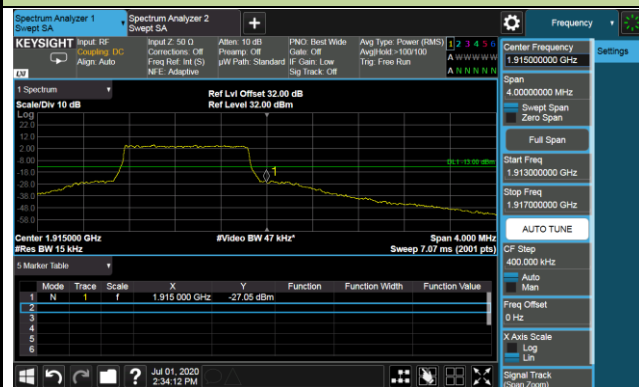 Spectrum Analyzer 1
Swept SA
Spectrum Analyzer 2
Swept SA
Frequency
KEYSIGHT
Input: RF
Coupling: DC
Align: Auto
Input Z: 50 Ω
Corrections: Off
Freq Ref: Int (S)
NFE: Adaptive
Atten: 10 dB
Preamp: Off
µW Path: Standard
PNO: Best Wide
Gate: Off
IF Gain: Low
Sig Track: Off
Avg Type: Power (RMS)
Avg|Hold:>100/100
Trig: Free Run
1 2 3 4 5 6
A W W W W W
A N N N N N
LXI
Center Frequency
1.915000000 GHz
Settings
Span
4.00000000 MHz
Swept Span
Zero Span
Full Span
Start Freq
1.913000000 GHz
Stop Freq
1.917000000 GHz
AUTO TUNE
CF Step
400.000 kHz
Auto
Man
Freq Offset
0 Hz
X Axis Scale
Log
Lin
Signal Track
(Span Zoom)
1 Spectrum
Scale/Div 10 dB
Ref Lvl Offset 32.00 dB
Ref Level 32.00 dBm
Log
22.0
12.0
2.00
-8.00
-18.0
-28.0
-38.0
-48.0
-58.0
DL1 -13.00 dBm
1
Center 1.915000 GHz
#Video BW 47 kHz*
Span 4.000 MHz
#Res BW 15 kHz
Sweep 7.07 ms (2001 pts)
5 Marker Table
Mode Trace Scale X Y Function Function Width Function Value
1 N 1 f 1.915 000 GHz -27.05 dBm
2
3
4
5
6
Jul 01, 2020
2:34:12 PM